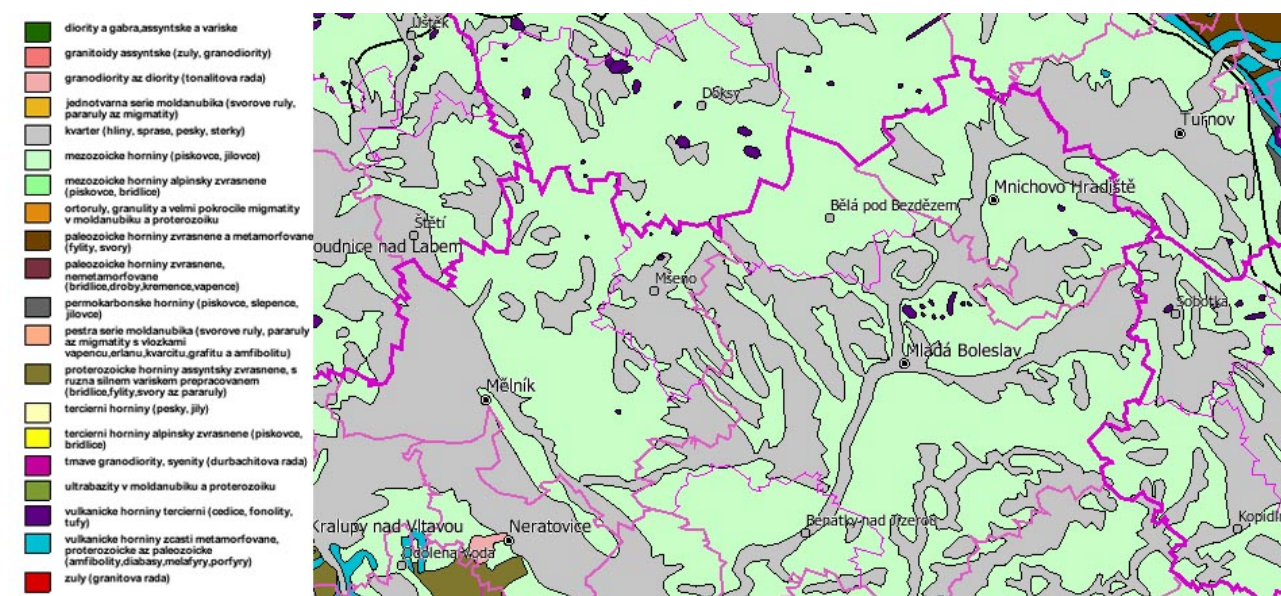 diority a gabra,assyntske a variske
granitoidy assyntske (zuly, granodiority)
granodiority az diority (tonalitova rada)
jednotvarna serie moldanubika (svorove ruly,
pararuly az migmatity)
kvarter (hliny, sprase, pesky, sterky)
mezozoicke horniny (piskovce, jilovce)
mezozoicke horniny alpinsky zvrasnene
(piskovce, bridlice)
ortoruly, granulity a velmi pokrocile migmatity
v moldanubiku a proterozoiku
paleozoicke horniny zvrasnene a metamorfovane
(fylity, svory)
paleozoicke horniny zvrasnene,
nemetamorfovane
(bridlice,droby,kremence,vapence)
permokarbonske horniny (piskovce, slepence,
jilovce)
pestra serie moldanubika (svorove ruly, pararuly
az migmatity s vlozkami
vapencu,erlanu,kvarcitu,grafitu a amfibolitu)
proterozoicke horniny assyntsky zvrasnene, s
ruzna silnem variskem prepracovanem
(bridlice,fylity,svory az pararuly)
tercierni horniny (pesky, jily)
tercierni horniny alpinsky zvrasnene (piskovce,
bridlice)
tmave granodiority, syenity (durbachitova rada)
ultrabazity v moldanubiku a proterozoiku
vulkanicke horniny tercierni (cedice, fonolity,
tufy)
vulkanicke horniny zcasti metamorfovane,
proterozoicke az paleozoicke
(amfibolity,diabasy,melafyry,porfyry)
zuly (granitova rada)
Úštěk
Doksy
Turnov
Mnichovo Hradiště
Bělá pod Bezdězem
Štětí
oudnice nad Labem
Mšeno
Sobotka
Mladá Boleslav
Mělník
Kopidln
Benátky nad Jizerou
Kralupy nad Vltavou
Neratovice
Odolena Voda